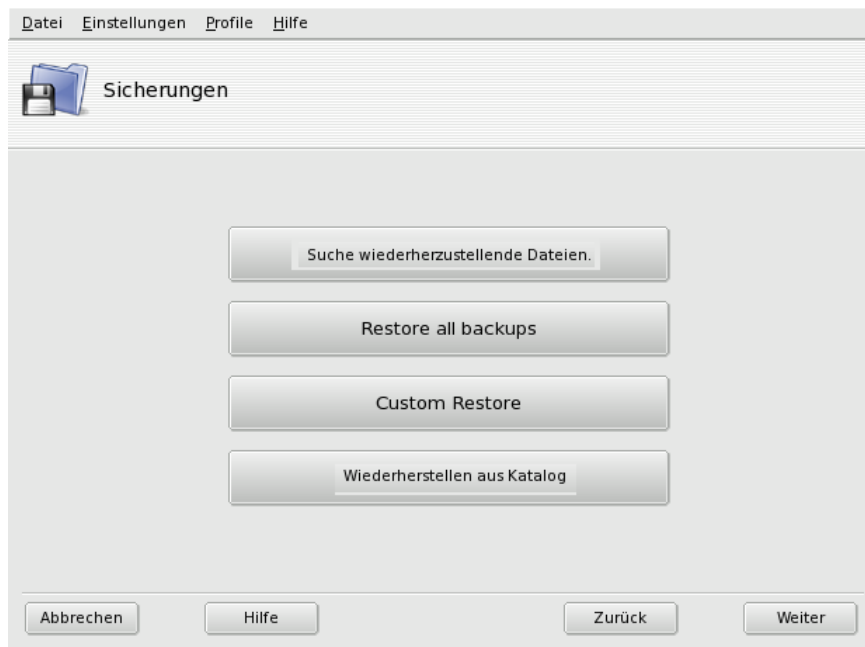 Datei Einstellungen Profile Hilfe
Sicherungen
Suche wiederherzustellende Dateien.
Restore all backups
Custom Restore
Wiederherstellen aus Katalog
Abbrechen Hilfe Zurück Weiter